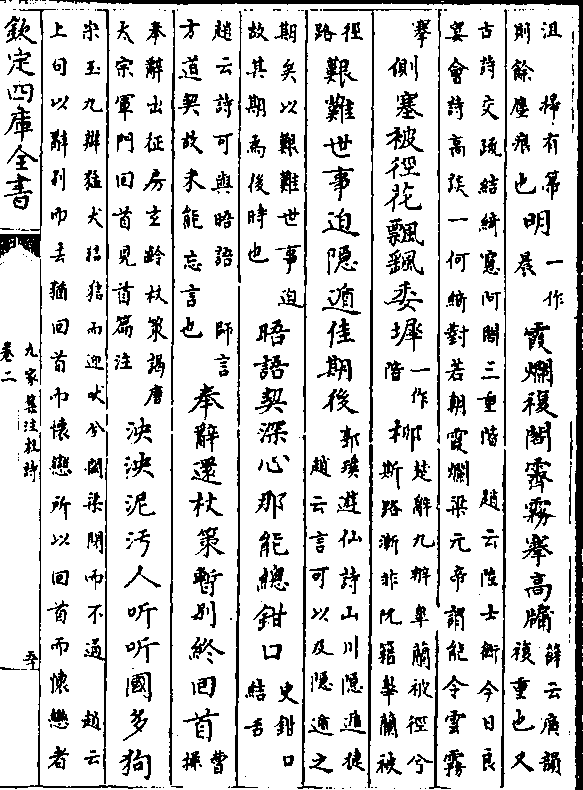 沮 掃有帚
則餘塵痕也
明
一作
晨
霞爛複閣霽霧搴高牖
薛云廣韻
複重也又
古詩交疏結綺窻阿閣三重階 趙云陸士衡今日良
宴會詩高談一何綺蔚若朝霞爛梁元帝謂能令雲霧
搴
側塞被徑花飄颻委墀
一作
階
柳
楚辭九辯臯蘭被徑兮
斯路漸非阮籍臯蘭被
徑
路
艱難世事迫隱遁佳期後
郭璞遊仙詩山川隱遁棲
趙云言可以及隱遁之
期矣以艱難世事迫
故其期為後時也
晤語契深心那能總鉗口
史鉗口
結舌
趙云詩可與晤語 師言
方道契故未能忘言也
奉辭還杖策暫別終回首
曹
操
奉辭出征房玄齡杖策謁唐
太宗軍門回首見首篇注
泱泱泥汚人听听國多狗
宋玉九辯猛犬狺狺而迎吠兮關梁閉而不通 趙云
上句以辭別而去猶回首而懷戀所以回首而懷戀者
欽定四庫全書
九家集注杜詩
卷二